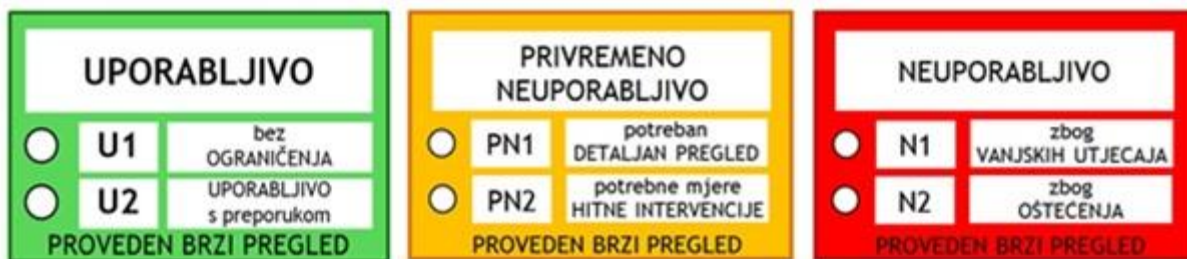 UPORABLJIVO
U1
bez
OGRANIČENJA
U2
UPORABLJIVO
s preporukom
PROVEDEN BRZI PREGLED
PRIVREMENO
NEUPORABLJIVO
PN1
potreban
DETALJAN PREGLED
PN2
potrebne mjere
HITNE INTERVENCIJE
PROVEDEN BRZI PREGLED
NEUPORABLJIVO
N1
zbog
VANJSKIH UTJECAJA
N2
zbog
OŠTEĆENJA
PROVEDEN BRZI PREGLED